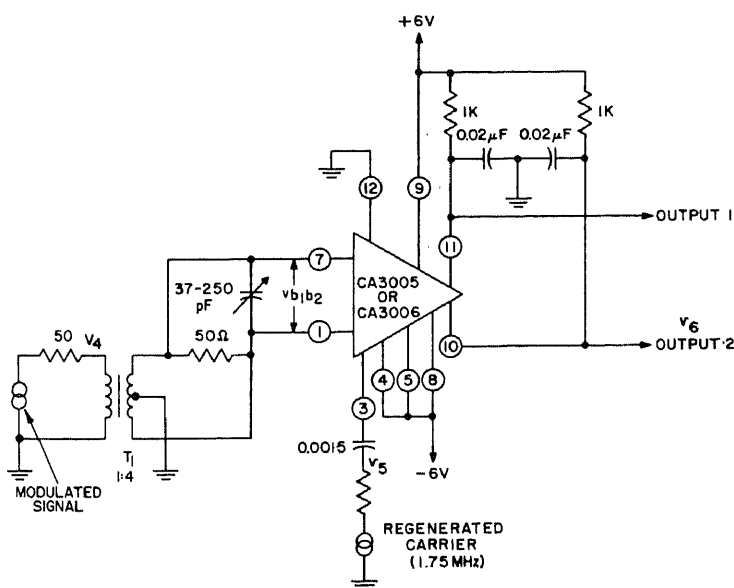 +6V
1K
1K
0.02µF
0.02µF
12
9
OUTPUT 1
11
7
37-250
pF
vb1b2
CA3005
OR
CA3006
50Ω
1
50
V4
v6
10
OUTPUT·2
4
5
8
3
0.0015
v5
-6V
T1
1:4
MODULATED
SIGNAL
REGENERATED
CARRIER
(1.75 MHz)